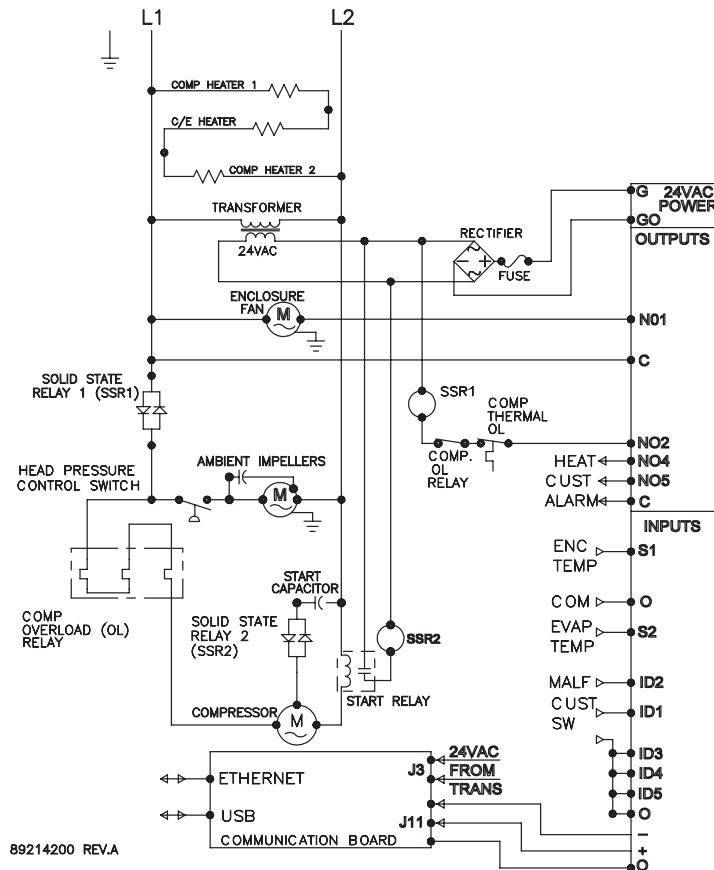 L1
L2
COMP HEATER 1
C/E HEATER
COMP HEATER 2
TRANSFORMER
24VAC
RECTIFIER
FUSE
G
24VAC
POWER
GO
OUTPUTS
ENCLOSURE
FAN
M
N01
C
SOLID STATE
RELAY 1 (SSR1)
SSR1
COMP
THERMAL
OL
COMP.
OL
RELAY
NO2
HEAT
NO4
CUST
NO5
ALARM
C
HEAD PRESSURE
CONTROL SWITCH
AMBIENT IMPELLERS
M
INPUTS
ENC
TEMP
S1
START
CAPACITOR
COM
O
COMP
OVERLOAD (OL)
RELAY
SOLID STATE
RELAY 2
(SSR2)
SSR2
EVAP
TEMP
S2
START RELAY
MALF
ID2
COMPRESSOR
M
CUST
SW
ID1
ID3
ID4
ID5
O
ETHERNET
USB
COMMUNICATION BOARD
J3
24VAC
FROM
TRANS
J11
−
+
O
89214200 REV.A